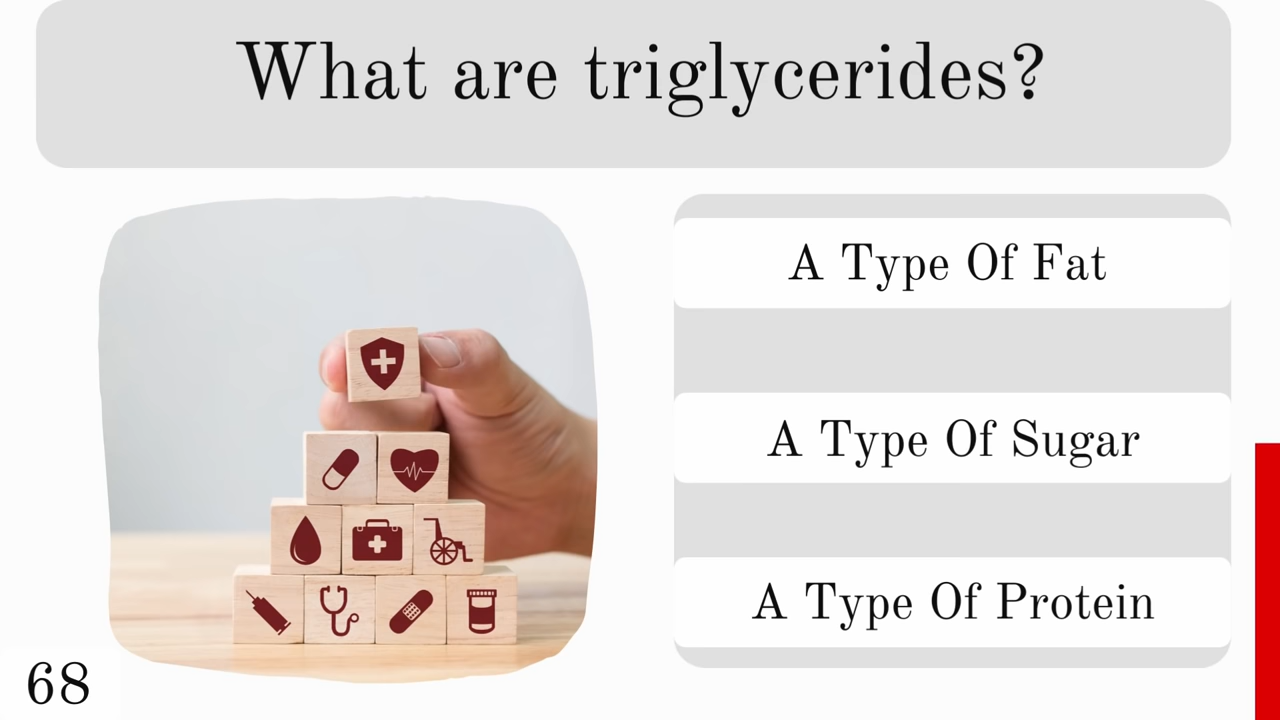 What are triglycerides?
A Type Of Fat
A Type Of Sugar
A Type Of Protein
68